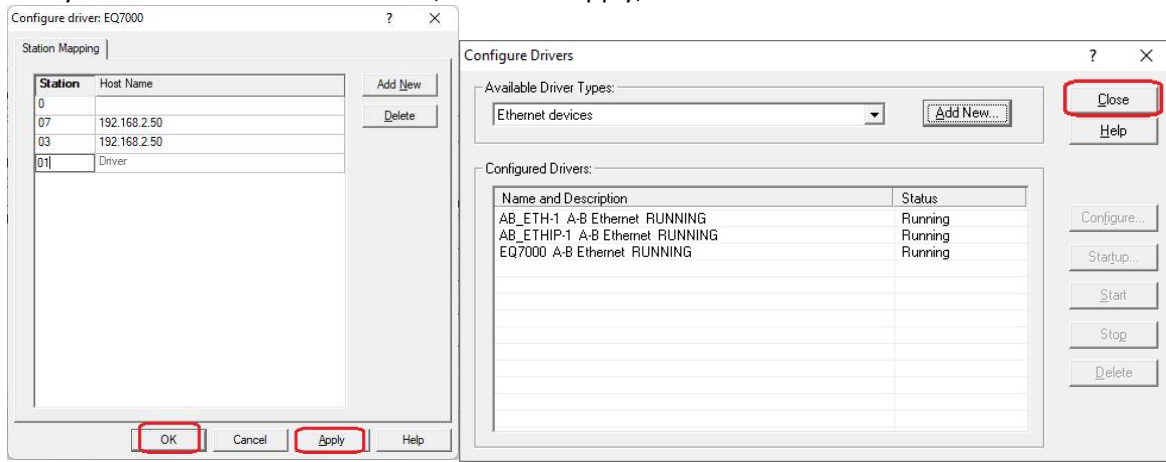 Configure driver: EQ7000 ? X
Station Mapping
Station Host Name
0
07 192.168.2.50
03 192.168.2.50
01 Driver
Add New
Delete
OK Cancel Apply Help
Configure Drivers ? X
Available Driver Types:
Ethernet devices Add New...
Close
Help
Configured Drivers:
Name and Description Status
AB_ETH-1 A-B Ethernet RUNNING Running
AB_ETHIP-1 A-B Ethernet RUNNING Running
EQ7000 A-B Ethernet RUNNING Running
Configure...
Startup...
Start
Stop
Delete